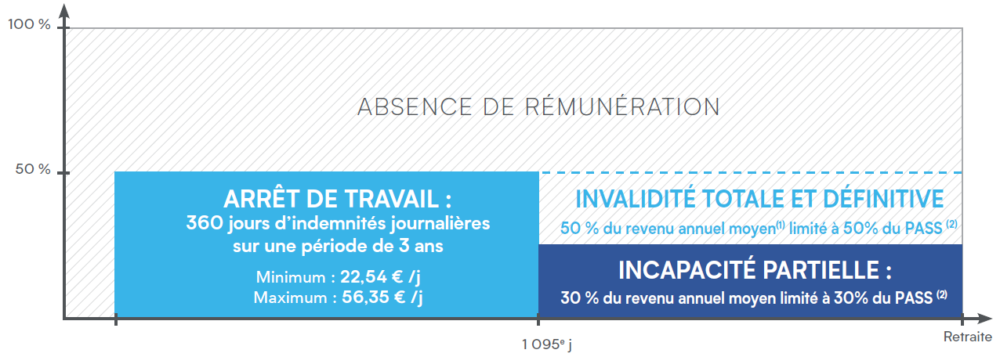 100 %
ABSENCE DE RÉMUNÉRATION
50 %
ARRÊT DE TRAVAIL :
360 jours d'indemnités journalières
sur une période de 3 ans
Minimum : 22,54 € /j
Maximum : 56,35 € /j
INVALIDITÉ TOTALE ET DÉFINITIVE
50 % du revenu annuel moyen(1) limité à 50% du PASS (2)
INCAPACITÉ PARTIELLE :
30 % du revenu annuel moyen limité à 30% du PASS (2)
1 095e j
Retraite